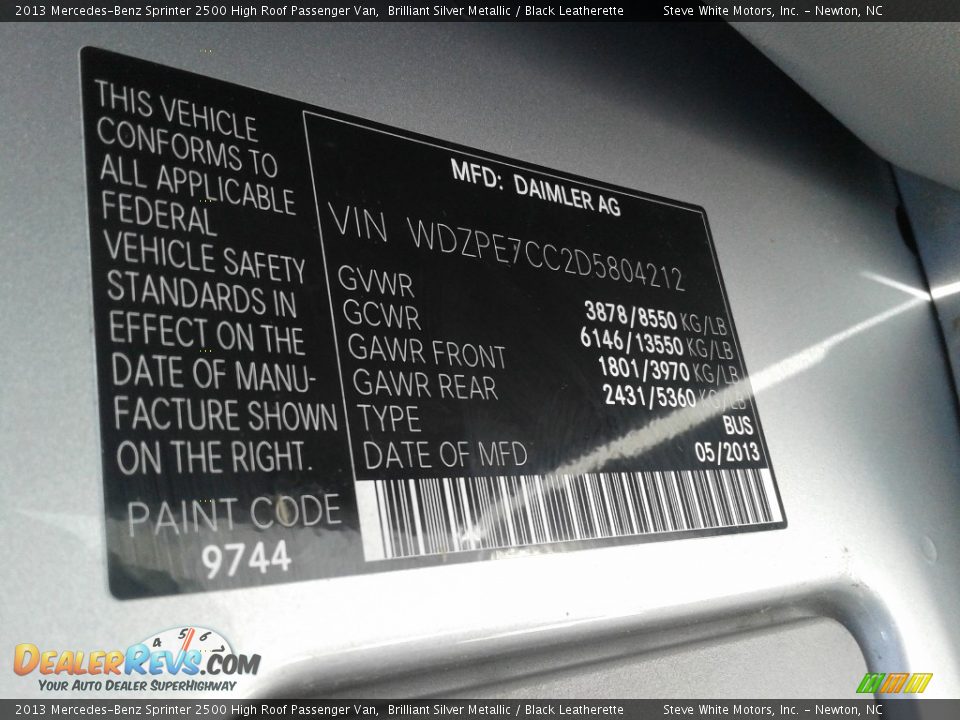 2013 Mercedes-Benz Sprinter 2500 High Roof Passenger Van, Brilliant Silver Metallic / Black Leatherette Steve White Motors, Inc. - Newton, NC
THIS VEHICLE
CONFORMS TO
ALL APPLICABLE
FEDERAL
VEHICLE SAFETY
STANDARDS IN
EFFECT ON THE
DATE OF MANU-
FACTURE SHOWN
ON THE RIGHT.
PAINT CODE
9744
MFD: DAIMLER AG
VIN WDZPE7CC2D5804212
GVWR 3878/8550 KG/LB
GCWR 6146/13550 KG/LB
GAWR FRONT 1801/3970 KG/LB
GAWR REAR 2431/5360 KG/LB
TYPE BUS
DATE OF MFD 05/2013
4 5 6
DEALERREVS.COM
YOUR AUTO DEALER SUPERHIGHWAY
2013 Mercedes-Benz Sprinter 2500 High Roof Passenger Van, Brilliant Silver Metallic / Black Leatherette Steve White Motors, Inc. - Newton, NC